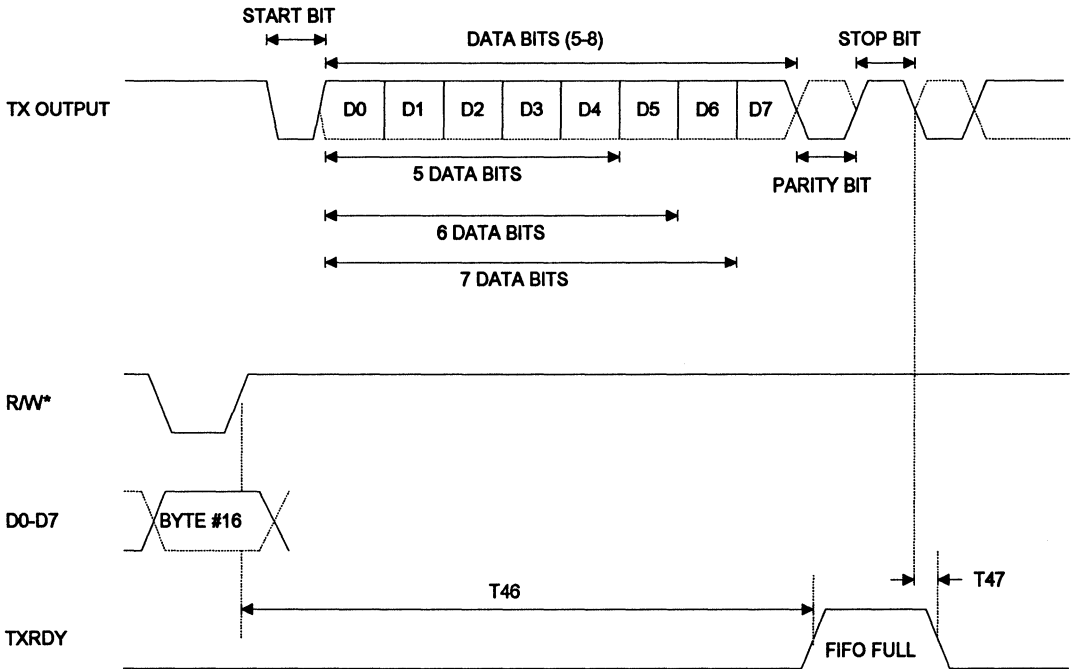 START BIT
DATA BITS (5-8)
STOP BIT
TX OUTPUT
D0 D1 D2 D3 D4 D5 D6 D7
5 DATA BITS
PARITY BIT
6 DATA BITS
7 DATA BITS
R/W*
D0-D7
BYTE #16
T46
T47
TXRDY
FIFO FULL